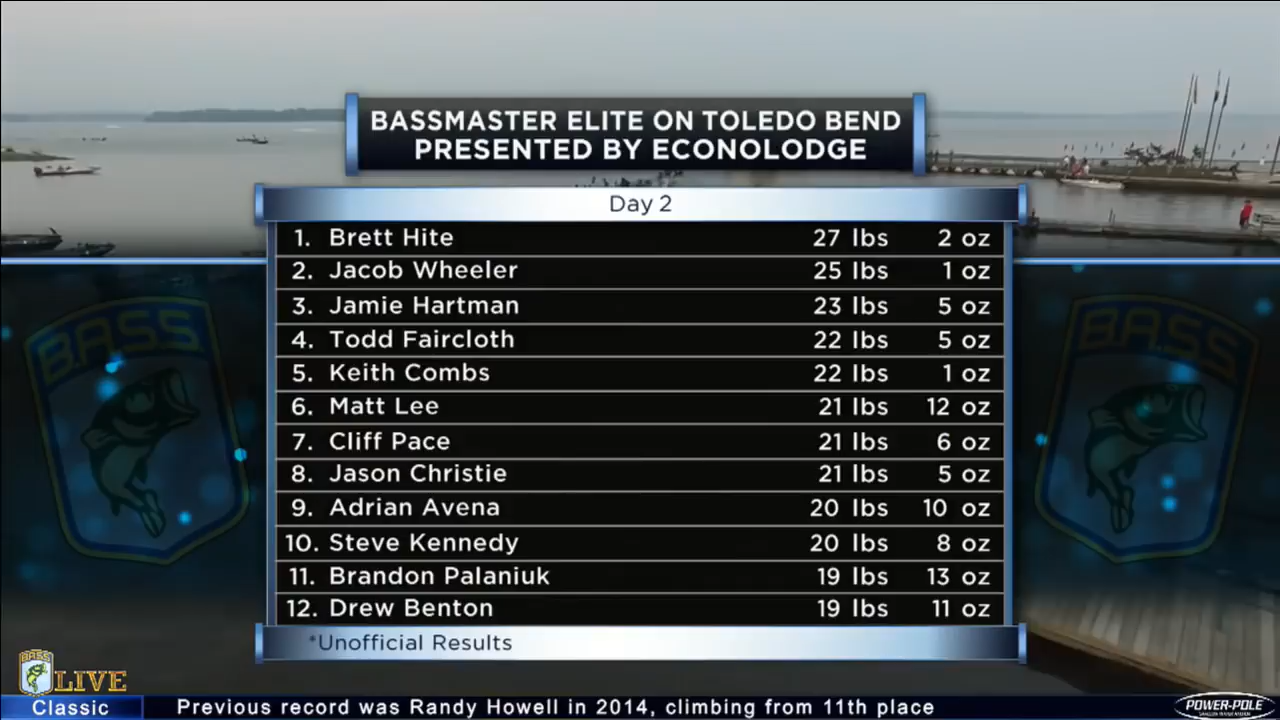 BASSMASTER ELITE ON TOLEDO BEND
PRESENTED BY ECONOLODGE
Day 2
1. Brett Hite 27 lbs 2 oz
2. Jacob Wheeler 25 lbs 1 oz
3. Jamie Hartman 23 lbs 5 oz
4. Todd Faircloth 22 lbs 5 oz
5. Keith Combs 22 lbs 1 oz
6. Matt Lee 21 lbs 12 oz
7. Cliff Pace 21 lbs 6 oz
8. Jason Christie 21 lbs 5 oz
9. Adrian Avena 20 lbs 10 oz
10. Steve Kennedy 20 lbs 8 oz
11. Brandon Palaniuk 19 lbs 13 oz
12. Drew Benton 19 lbs 11 oz
*Unofficial Results
B.A.S.S.
B.A.S.S.
BASS LIVE
Classic Previous record was Randy Howell in 2014, climbing from 11th place
POWER-POLE